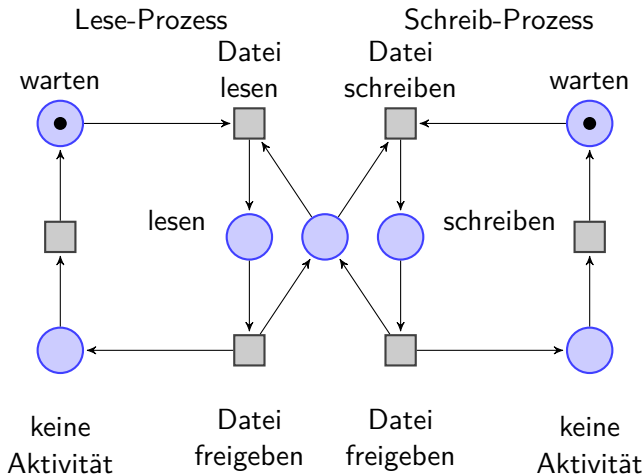 Lese-Prozess
Schreib-Prozess
Datei
lesen
Datei
schreiben
warten
warten
lesen
schreiben
keine
Aktivität
Datei
freigeben
Datei
freigeben
keine
Aktivität